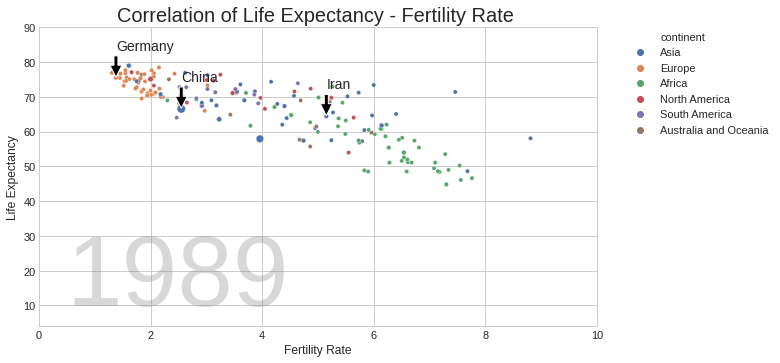 Correlation of Life Expectancy - Fertility Rate
90
80
70
60
50
40
30
20
10
Life Expectancy
Germany
China
Iran
1989
0
2
4
6
8
10
Fertility Rate
continent
Asia
Europe
Africa
North America
South America
Australia and Oceania